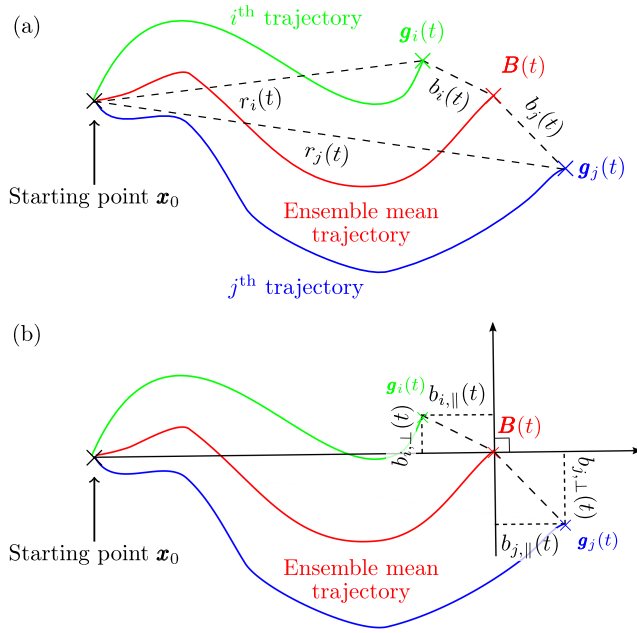 (a)
i^th trajectory
g_i(t)
B(t)
b_i(t)
b_j(t)
r_i(t)
r_j(t)
g_j(t)
Starting point x_0
Ensemble mean
trajectory
j^th trajectory
(b)
g_i(t)
b_{i,∥}(t)
b_{i,⊥}(t)
B(t)
b_{j,⊥}(t)
b_{j,∥}(t)
g_j(t)
Starting point x_0
Ensemble mean
trajectory